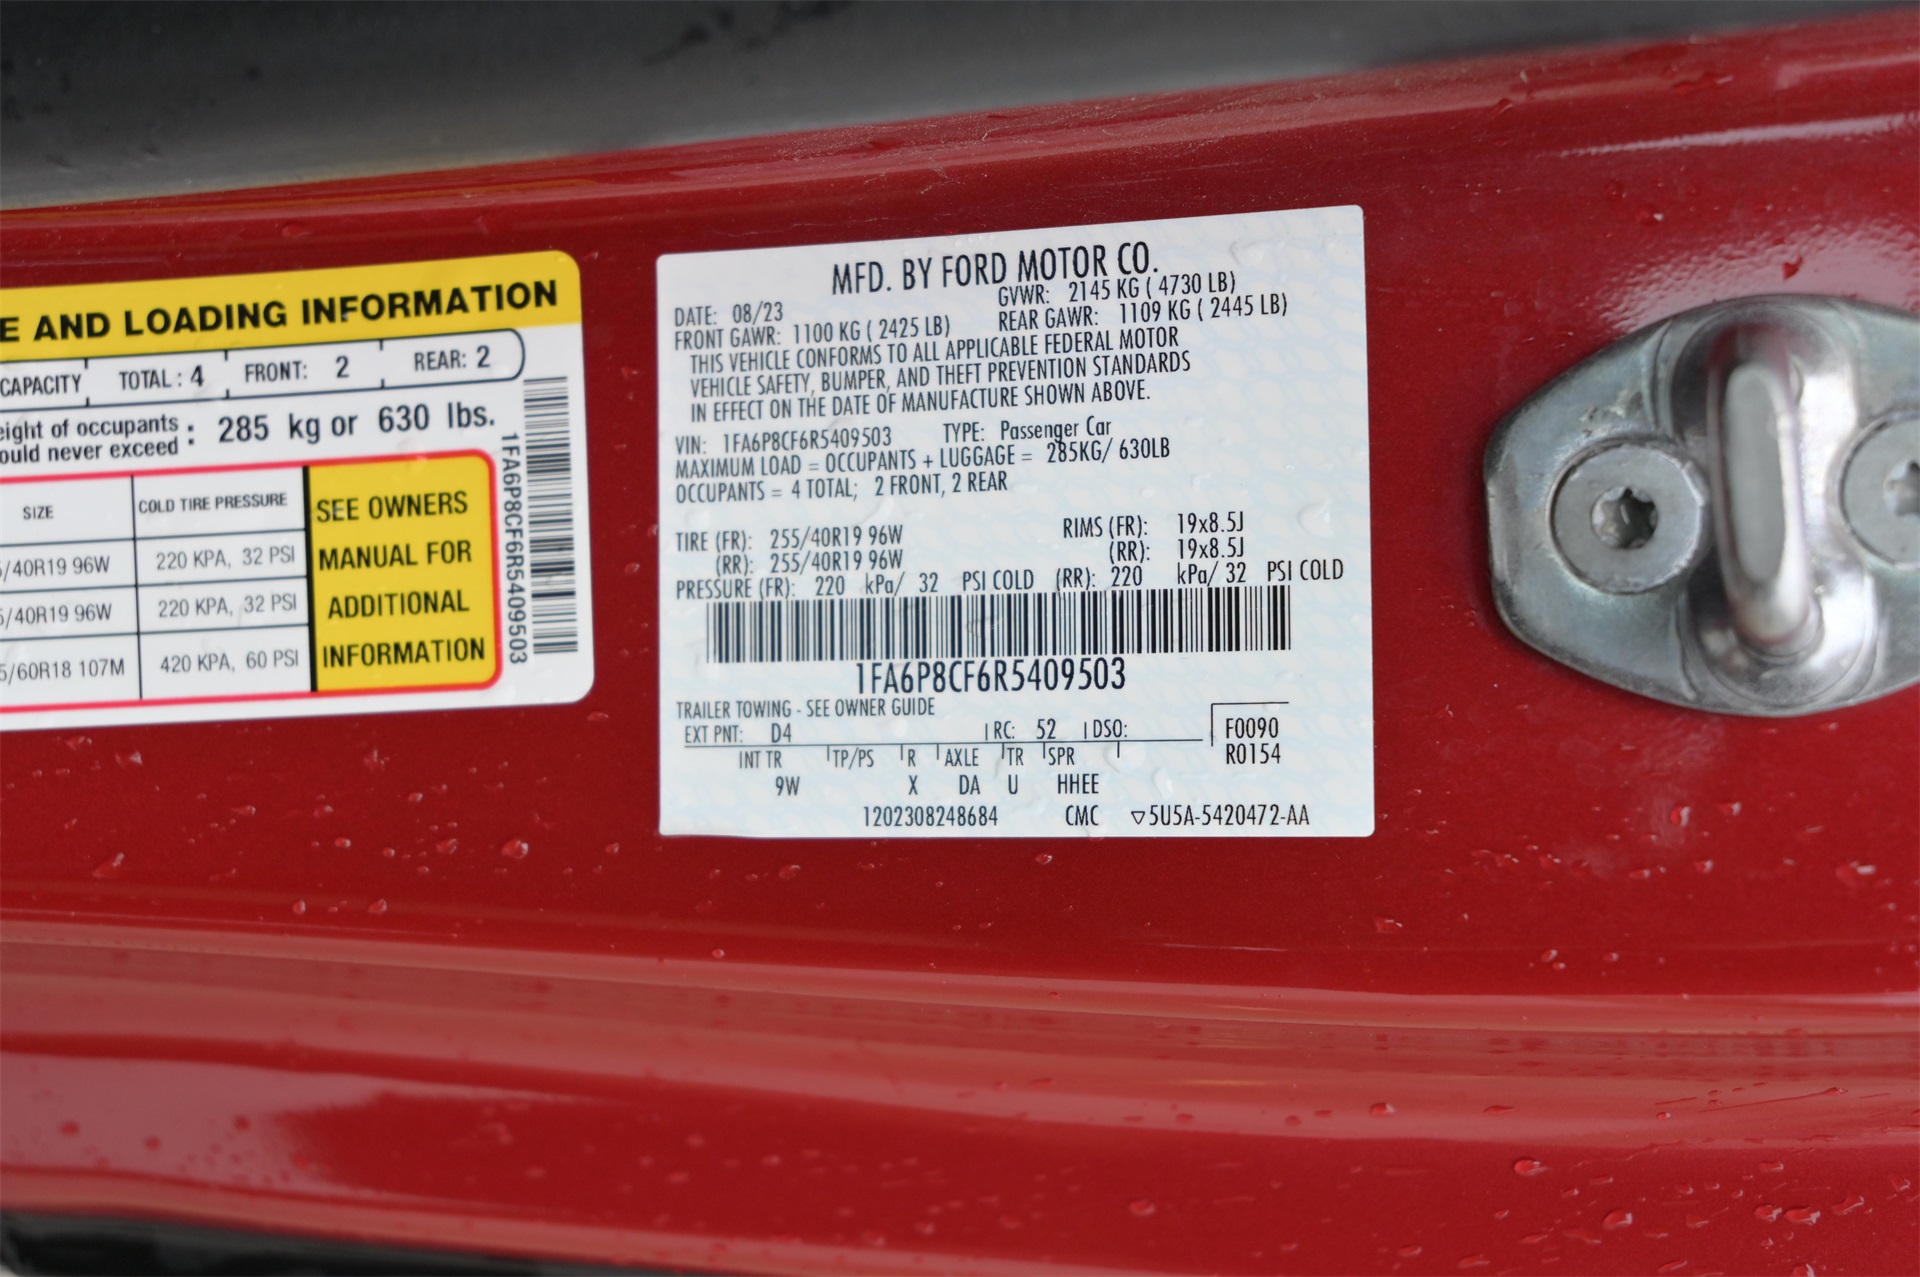 E AND LOADING INFORMATION
CAPACITY TOTAL : 4 FRONT: 2 REAR: 2
eight of occupants
ould never exceed : 285 kg or 630 lbs.
SIZE COLD TIRE PRESSURE
/40R19 96W 220 KPA, 32 PSI
5/40R19 96W 220 KPA, 32 PSI
5/60R18 107M 420 KPA, 60 PSI
SEE OWNERS
MANUAL FOR
ADDITIONAL
INFORMATION
1FA6P8CF6R5409503
MFD. BY FORD MOTOR CO.
DATE: 08/23 GVWR: 2145 KG ( 4730 LB)
FRONT GAWR: 1100 KG ( 2425 LB) REAR GAWR: 1109 KG ( 2445 LB)
THIS VEHICLE CONFORMS TO ALL APPLICABLE FEDERAL MOTOR
VEHICLE SAFETY, BUMPER, AND THEFT PREVENTION STANDARDS
IN EFFECT ON THE DATE OF MANUFACTURE SHOWN ABOVE.
VIN: 1FA6P8CF6R5409503 TYPE: Passenger Car
MAXIMUM LOAD = OCCUPANTS + LUGGAGE = 285KG/ 630LB
OCCUPANTS = 4 TOTAL; 2 FRONT, 2 REAR
TIRE (FR): 255/40R19 96W RIMS (FR): 19x8.5J
(RR): 255/40R19 96W (RR): 19x8.5J
PRESSURE (FR): 220 kPa/ 32 PSI COLD (RR): 220 kPa/ 32 PSI COLD
1FA6P8CF6R5409503
TRAILER TOWING - SEE OWNER GUIDE
EXT PNT: D4 RC: 52 DSO: F0090
INT TR TP/PS R AXLE TR SPR R0154
9W X DA U HHEE
1202308248684 CMC ▽5U5A-5420472-AA